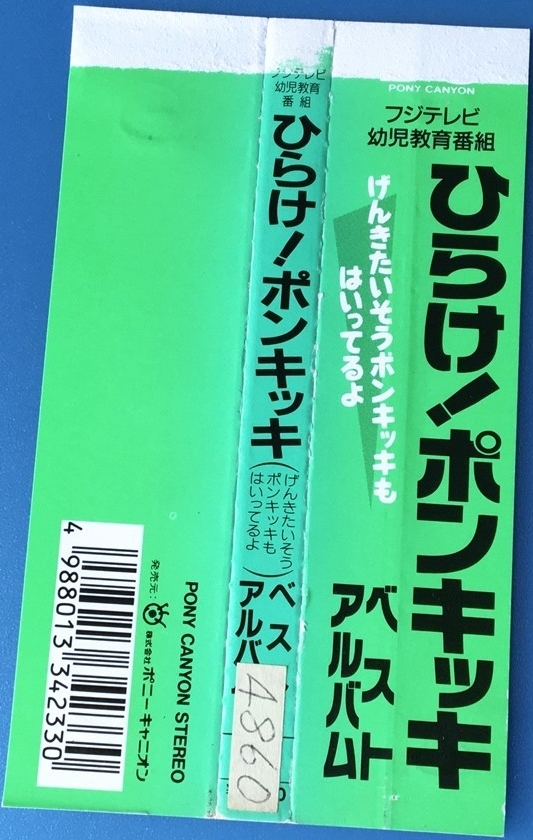 PONY CANYON
フジテレビ
幼児教育番組
ひらけ!ポンキッキ
げんきたいそうポンキッキも
はいってるよ
ベスト
アルバム
フジテレビ
幼児教育
番組
ひらけ!ポンキッキ
(げんきたいそう
ポンキッキも
はいってるよ)
ベス
アルバ
4860
PONY CANYON STEREO
発売元:
株式会社ポニーキャニオン
4 988013 342330